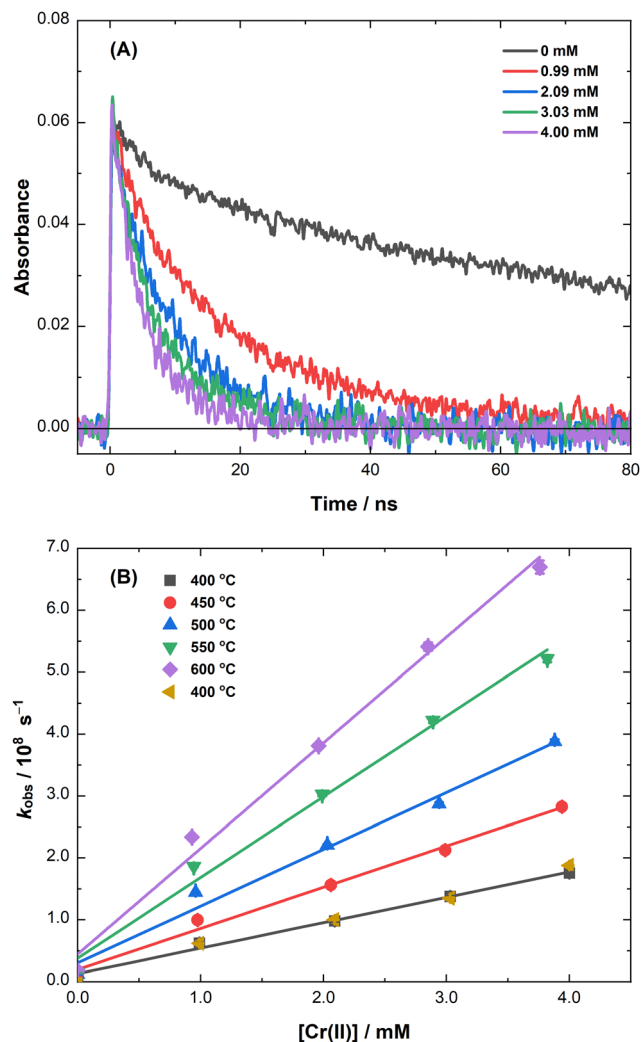 (A)
0 mM
0.99 mM
2.09 mM
3.03 mM
4.00 mM
0.08
0.06
0.04
0.02
0.00
Absorbance
0 20 40 60 80
Time / ns
(B)
400 °C
450 °C
500 °C
550 °C
600 °C
400 °C
7.0
6.0
5.0
4.0
3.0
2.0
1.0
0.0
k_obs / 10⁸ s⁻¹
0.0 1.0 2.0 3.0 4.0
[Cr(II)] / mM